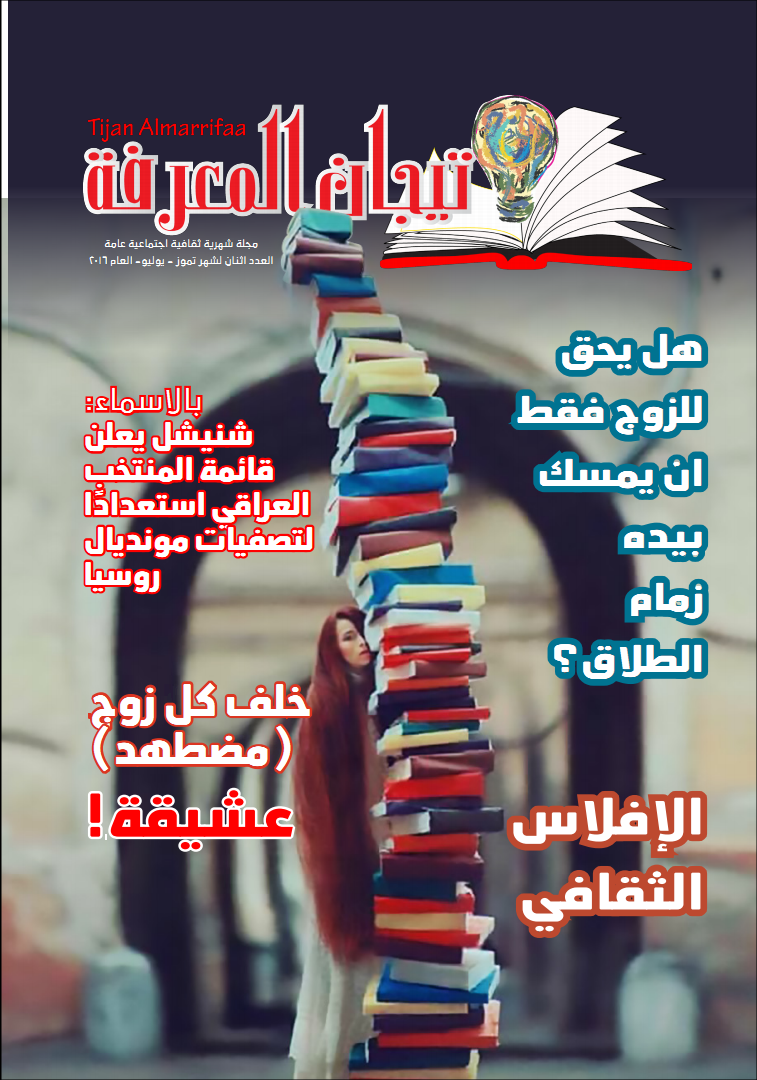 Tijan Almarrifaa
تيجان المعرفة
مجلة شهرية ثقافية اجتماعية عامة
العدد اثنان لشهر تموز - يوليو- العام ٢٠١٦
هل يحق
للزوج فقط
ان يمسك
بيده
زمام
الطلاق ؟
بالاسماء:
شنيشل يعلن
قائمة المنتخب
العراقي استعدادًا
لتصفيات مونديال
روسيا
خلف كل زوج
( مضطهد )
عشيقة !
الإفلاس
الثقافي